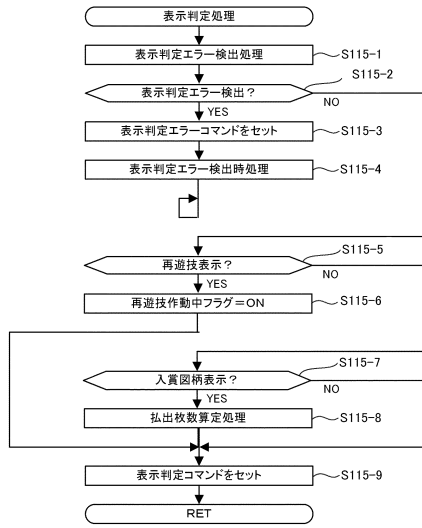 表示判定処理
表示判定エラー検出処理
S115-1
表示判定エラー検出？
S115-2
NO
YES
表示判定エラーコマンドをセット
S115-3
表示判定エラー検出時処理
S115-4
再遊技表示？
S115-5
NO
YES
再遊技作動中フラグ＝ON
S115-6
入賞図柄表示？
S115-7
NO
YES
払出枚数算定処理
S115-8
表示判定コマンドをセット
S115-9
RET